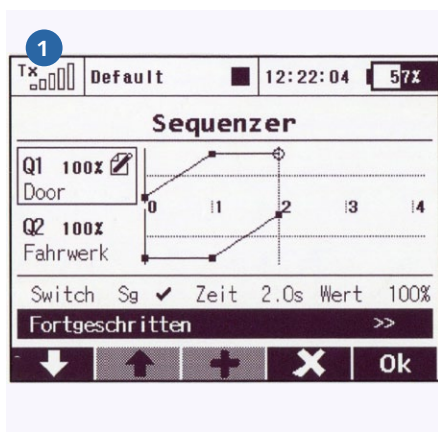 1
Tx Default 12:22:04 57%
Sequenzer
Q1 100%
Door
0 1 2 3 4
Q2 100%
Fahrwerk
Switch Sg ✔ Zeit 2.0s Wert 100%
Fortgeschritten >>
Ok